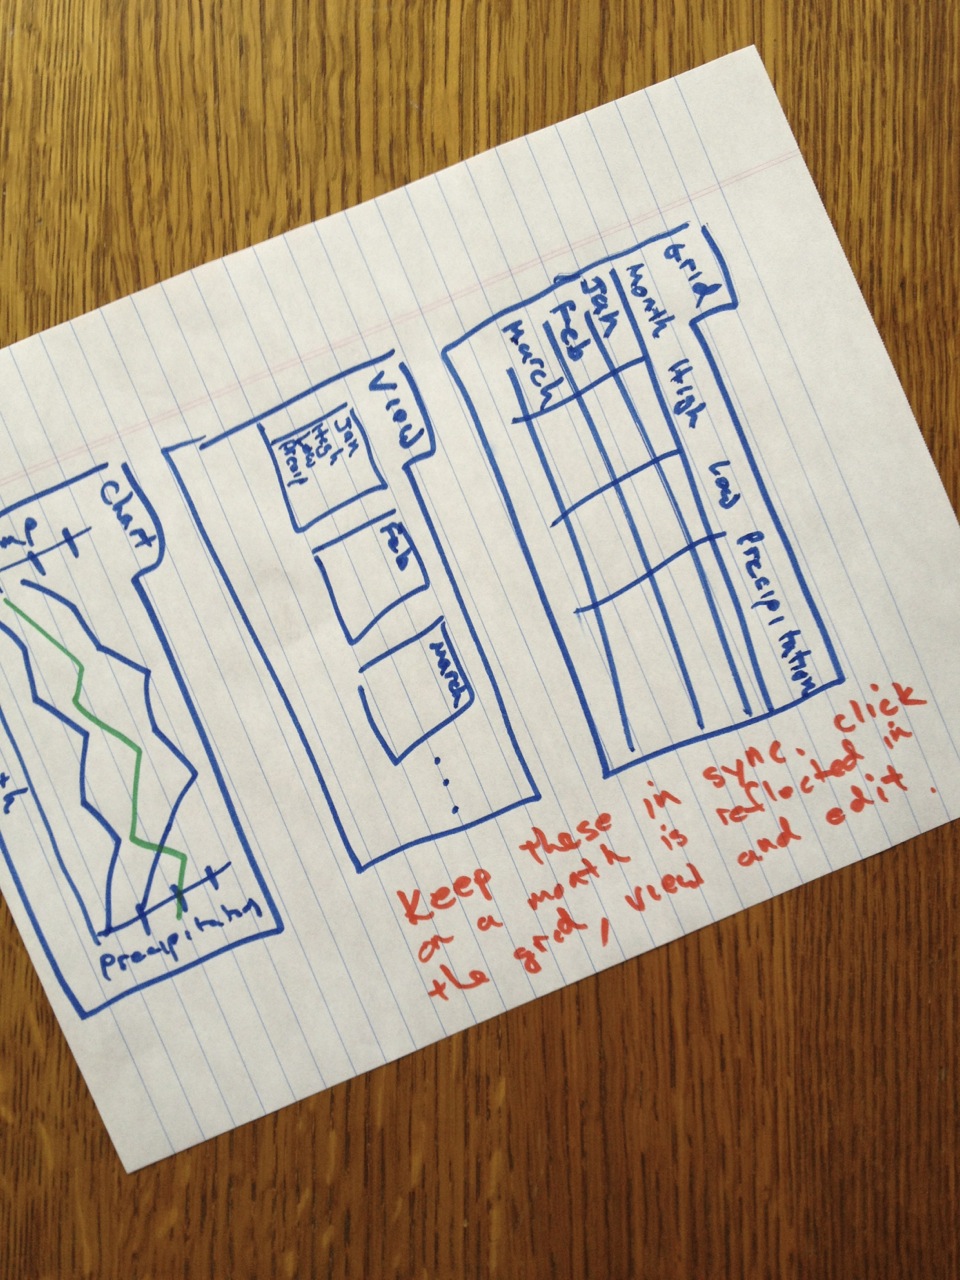 Grid
Month High Low Precipitation
Jan
Feb
March
View
Jan
High
Low
Feb
March
...
Chart
Precipitation
Keep these in sync. click
on a month is reflected in
the grid, view and edit.